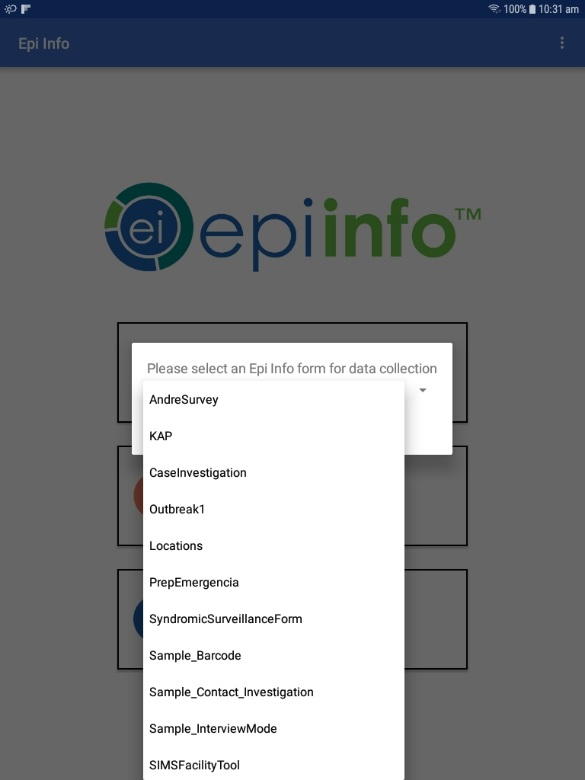 100% 10:31 am
Epi Info
ei epiinfo™
Please select an Epi Info form for data collection
AndreSurvey
KAP
CaseInvestigation
Outbreak1
Locations
PrepEmergencia
SyndromicSurveillanceForm
Sample_Barcode
Sample_Contact_Investigation
Sample_InterviewMode
SIMSFacilityTool